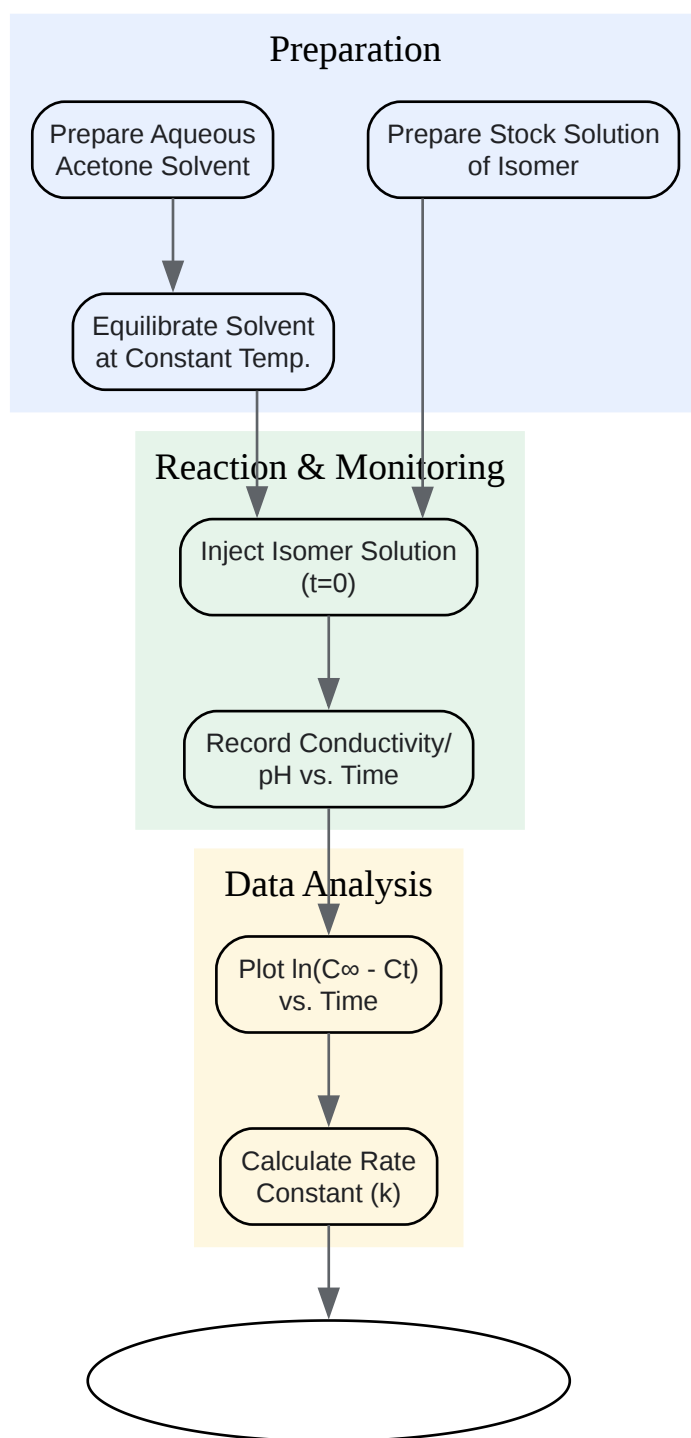 Preparation
Prepare Aqueous
Acetone Solvent
Prepare Stock Solution
of Isomer
Equilibrate Solvent
at Constant Temp.
Reaction & Monitoring
Inject Isomer Solution
(t=0)
Record Conductivity/
pH vs. Time
Data Analysis
Plot ln(C∞ - Ct)
vs. Time
Calculate Rate
Constant (k)